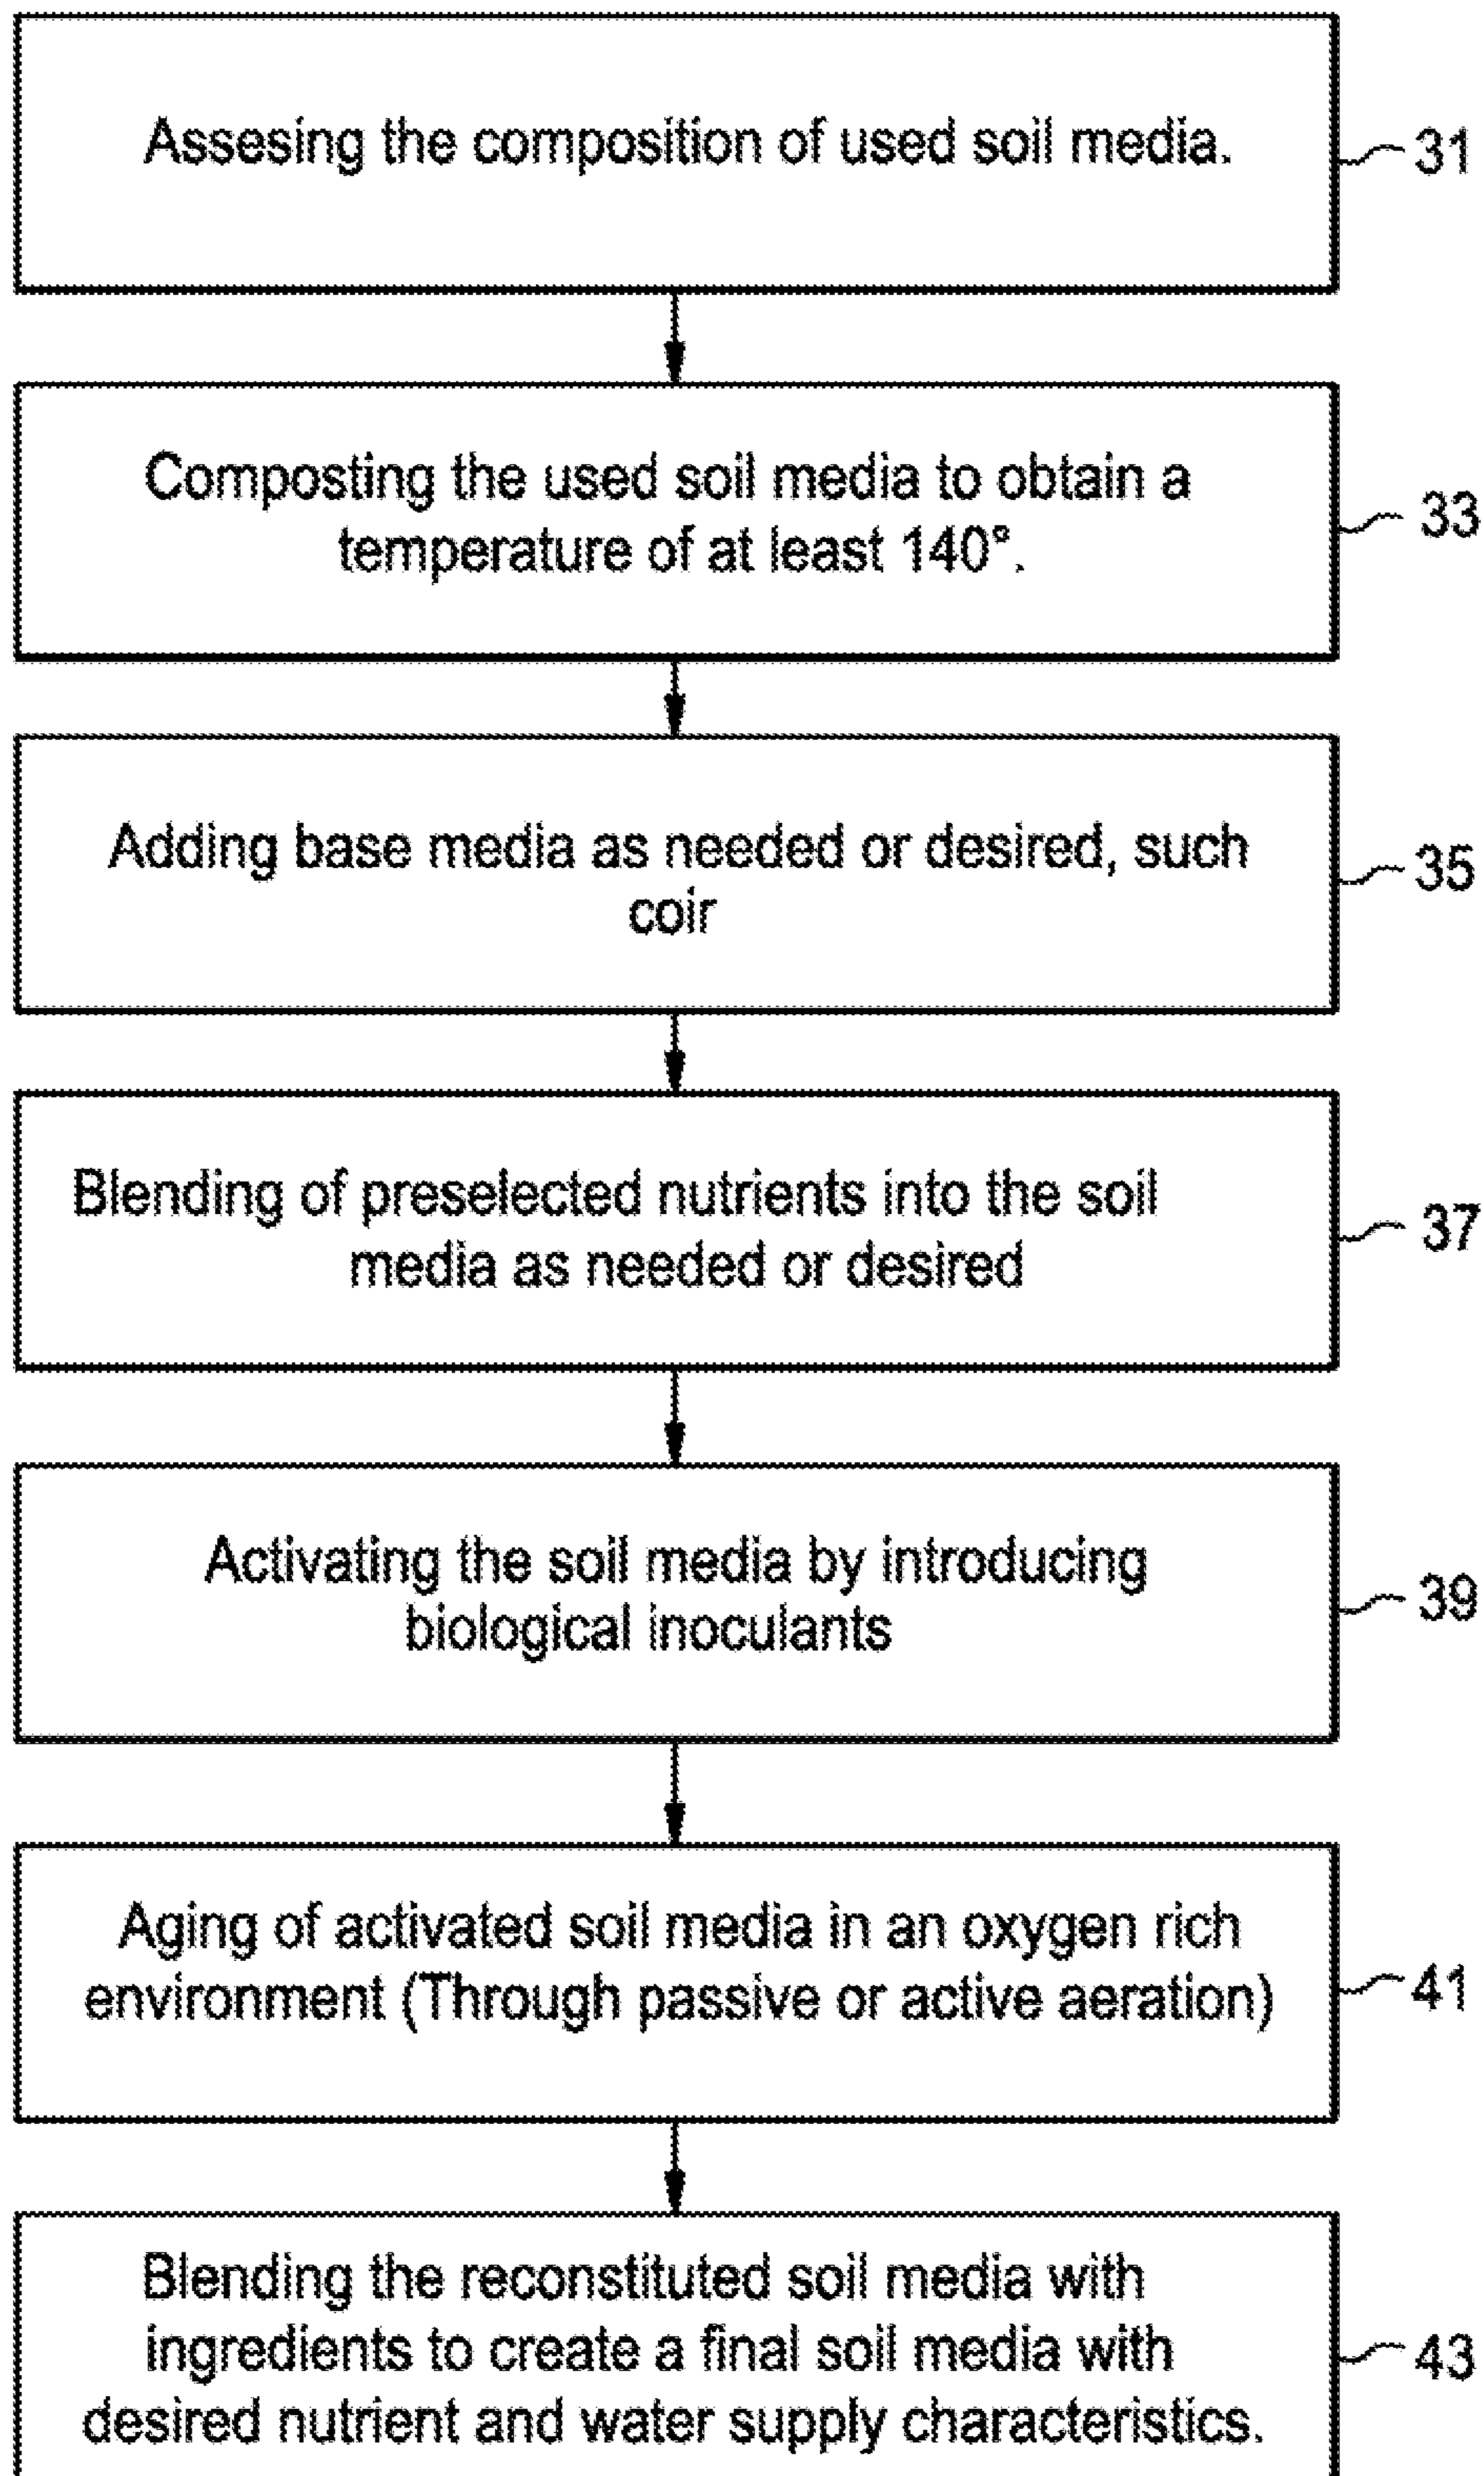 Assesing the composition of used soil media.
31
Composting the used soil media to obtain a
temperature of at least 140°.
33
Adding base media as needed or desired, such
coir
35
Blending of preselected nutrients into the soil
media as needed or desired
37
Activating the soil media by introducing
biological inoculants
39
Aging of activated soil media in an oxygen rich
environment (Through passive or active aeration)
41
Blending the reconstituted soil media with
ingredients to create a final soil media with
desired nutrient and water supply characteristics.
43